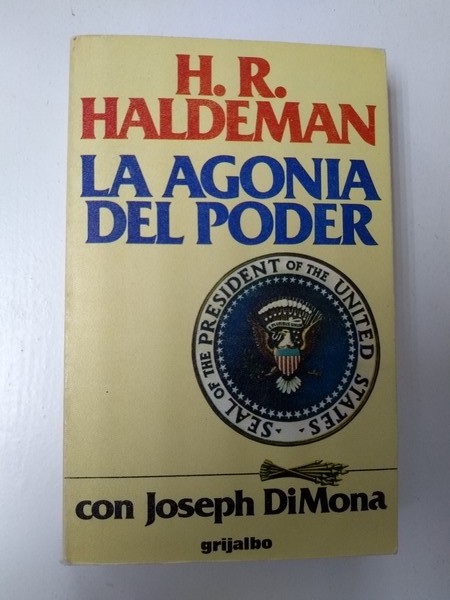 H. R.
HALDEMAN
LA AGONIA
DEL PODER
SEAL OF THE PRESIDENT OF THE UNITED STATES
con Joseph DiMona
grijalbo